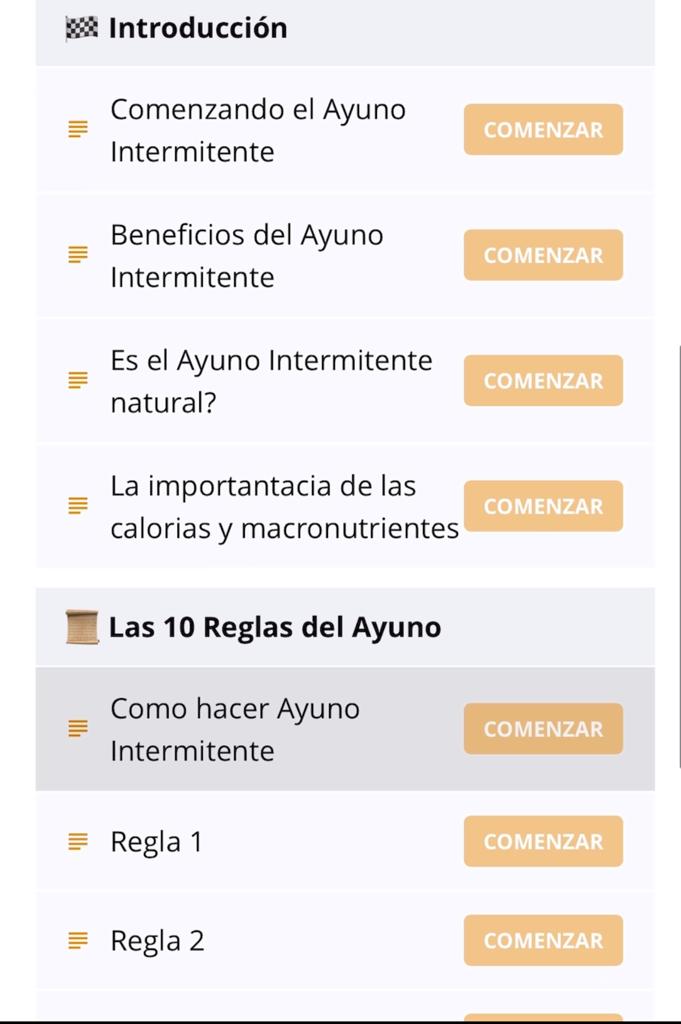 🏁 Introducción
Comenzando el Ayuno
Intermitente
COMENZAR
Beneficios del Ayuno
Intermitente
COMENZAR
Es el Ayuno Intermitente
natural?
COMENZAR
La importantacia de las
calorias y macronutrientes
COMENZAR
📜 Las 10 Reglas del Ayuno
Como hacer Ayuno
Intermitente
COMENZAR
Regla 1
COMENZAR
Regla 2
COMENZAR